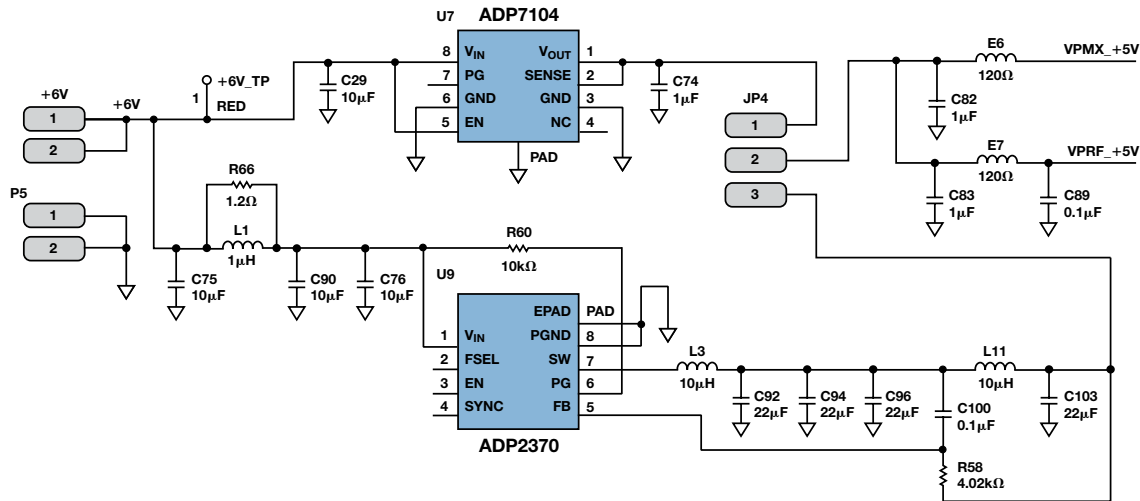 U7 ADP7104
8 VIN VOUT 1
7 PG SENSE 2
6 GND GND 3
5 EN NC 4
PAD
+6V
1
2
+6V
+6V_TP
1 RED
C29
10µF
C74
1µF
JP4
1
2
3
E6
120Ω
VPMX_+5V
C82
1µF
E7
120Ω
VPRF_+5V
C83
1µF
C89
0.1µF
P5
1
2
R66
1.2Ω
L1
1µH
C75
10µF
C90
10µF
C76
10µF
R60
10kΩ
U9
EPAD PAD
1 VIN PGND 8
2 FSEL SW 7
3 EN PG 6
4 SYNC FB 5
ADP2370
L3
10µH
C92
22µF
C94
22µF
C96
22µF
L11
10µH
C100
0.1µF
C103
22µF
R58
4.02kΩ